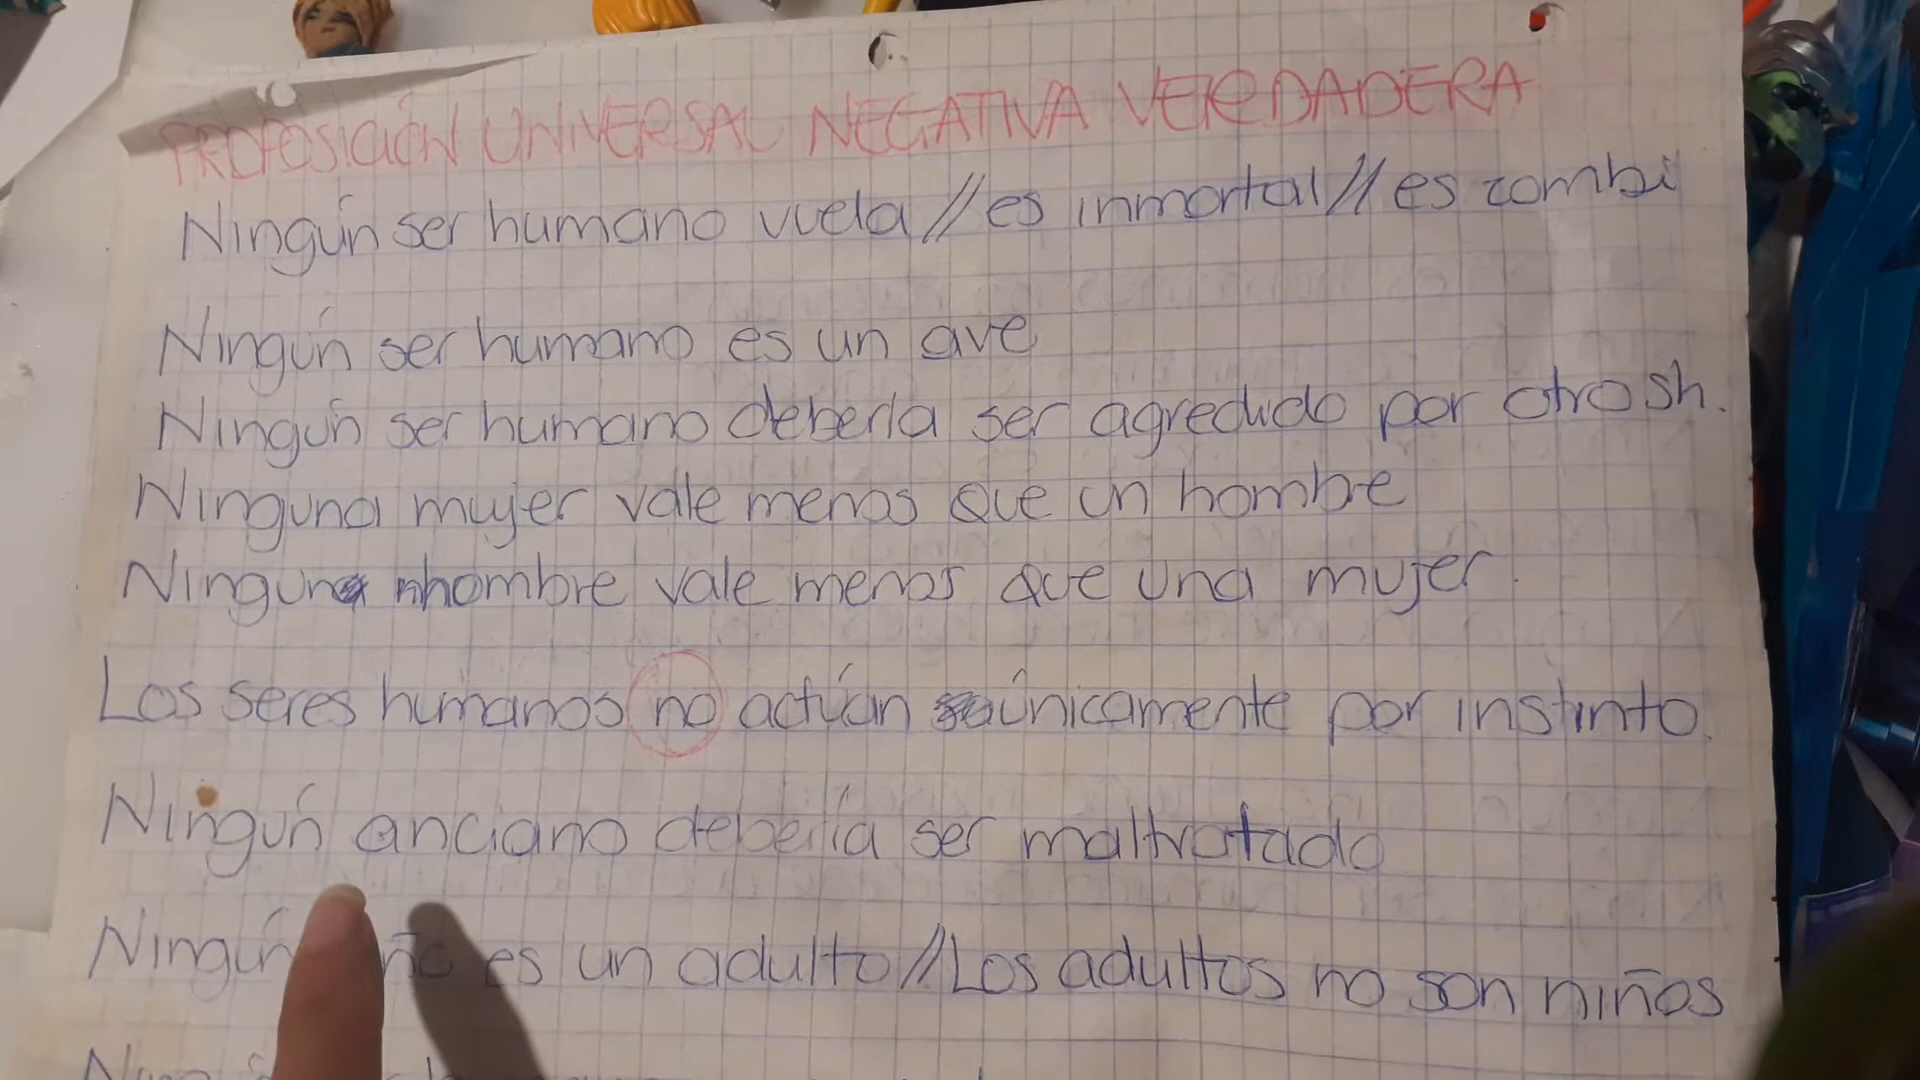 PROPOSICIÓN UNIVERSAL NEGATIVA VERDADERA
Ningún ser humano vuela // es inmortal // es zombi
Ningún ser humano es un ave
Ningún ser humano debería ser agredido por otro sh.
Ninguna mujer vale menos que un hombre
Ningun hombre vale menos que una mujer.
Los seres humanos no actúan únicamente por instinto.
Ningún anciano debería ser maltratado
Ningún es un adulto // Los adultos no son niños